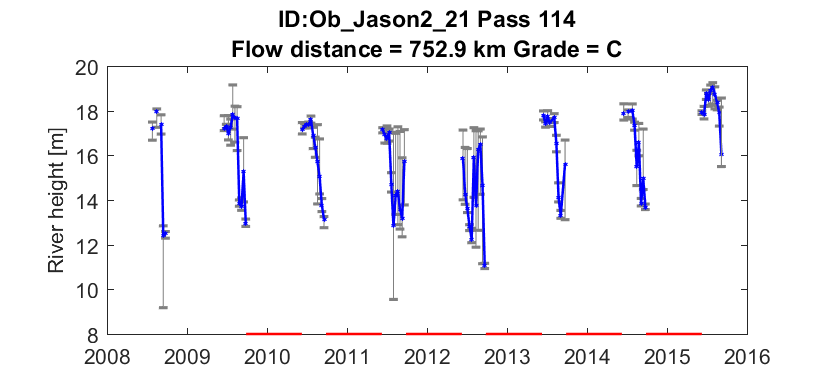 ID:Ob_Jason2_21 Pass 114
Flow distance = 752.9 km Grade = C
River height [m]
20
18
16
14
12
10
8
2008 2009 2010 2011 2012 2013 2014 2015 2016